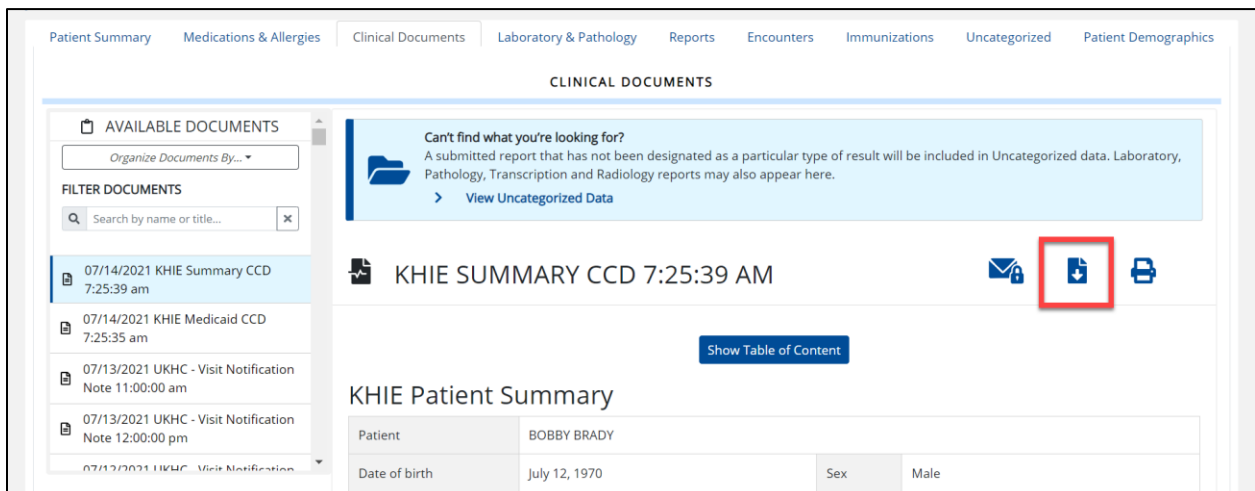 Patient Summary Medications & Allergies Clinical Documents Laboratory & Pathology Reports Encounters Immunizations Uncategorized Patient Demographics
CLINICAL DOCUMENTS
AVAILABLE DOCUMENTS
Organize Documents By...
FILTER DOCUMENTS
Search by name or title...
07/14/2021 KHIE Summary CCD
7:25:39 am
07/14/2021 KHIE Medicaid CCD
7:25:35 am
07/13/2021 UKHC - Visit Notification
Note 11:00:00 am
07/13/2021 UKHC - Visit Notification
Note 12:00:00 pm
07/12/2021 UKHC - Visit Notification
Can't find what you're looking for?
A submitted report that has not been designated as a particular type of result will be included in Uncategorized data. Laboratory,
Pathology, Transcription and Radiology reports may also appear here.
View Uncategorized Data
KHIE SUMMARY CCD 7:25:39 AM
Show Table of Content
KHIE Patient Summary
Patient BOBBY BRADY
Date of birth July 12, 1970 Sex Male